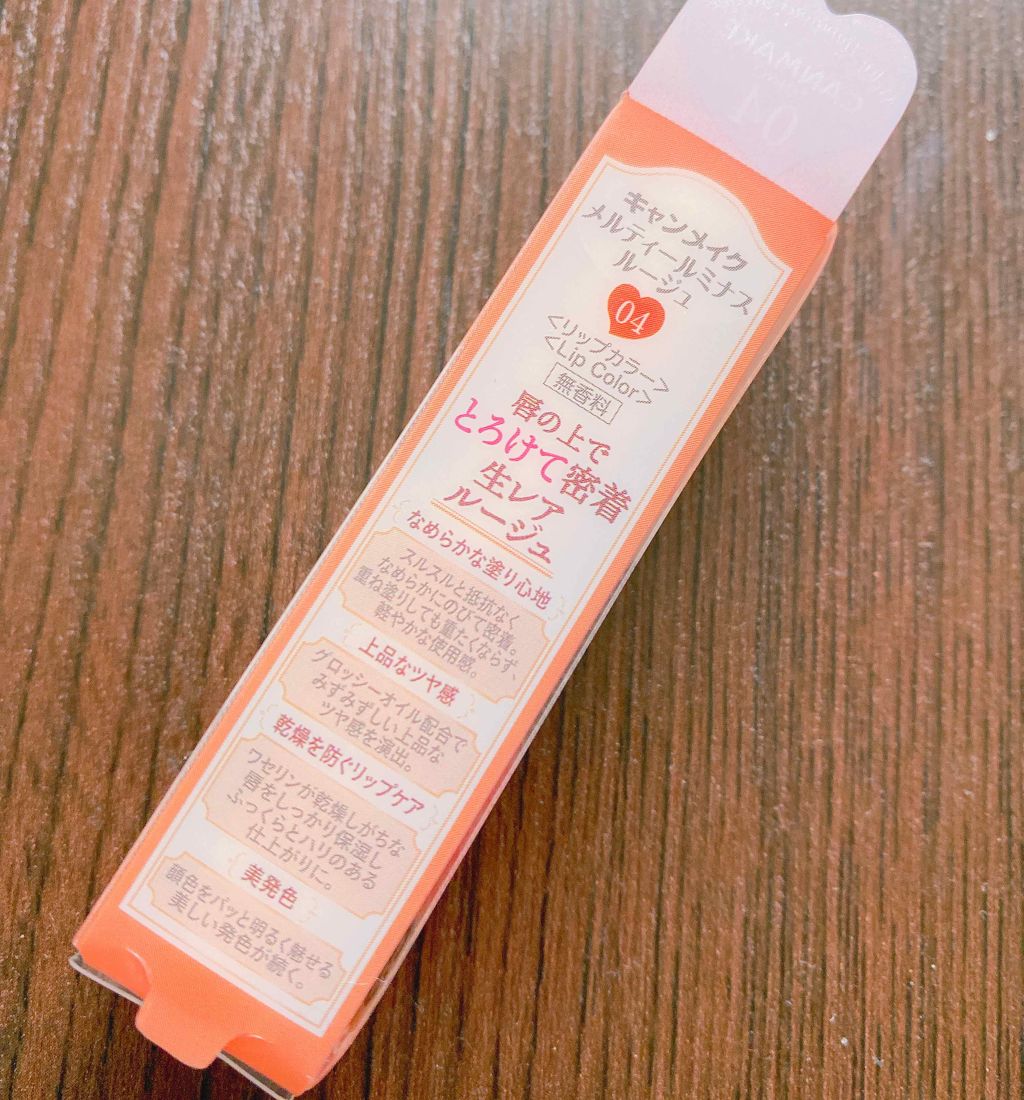 CANMAKE
04
キャンメイク
メルティールミナス
ルージュ
04
<リップカラー>
<Lip Color>
無香料
唇の上で
とろけて密着
生レア
ルージュ
なめらかな塗り心地
スルスルと抵抗なく
なめらかにのびて密着。
重ね塗りしても重たくならず、
軽やかな使用感。
上品なツヤ感
グロッシーオイル配合で
みずみずしい上品な
ツヤ感を演出。
乾燥を防ぐリップケア
ワセリンが乾燥しがちな
唇をしっかり保湿し
ふっくらとハリのある
仕上がりに。
美発色
顔色をパッと明るく魅せる
美しい発色が続く。